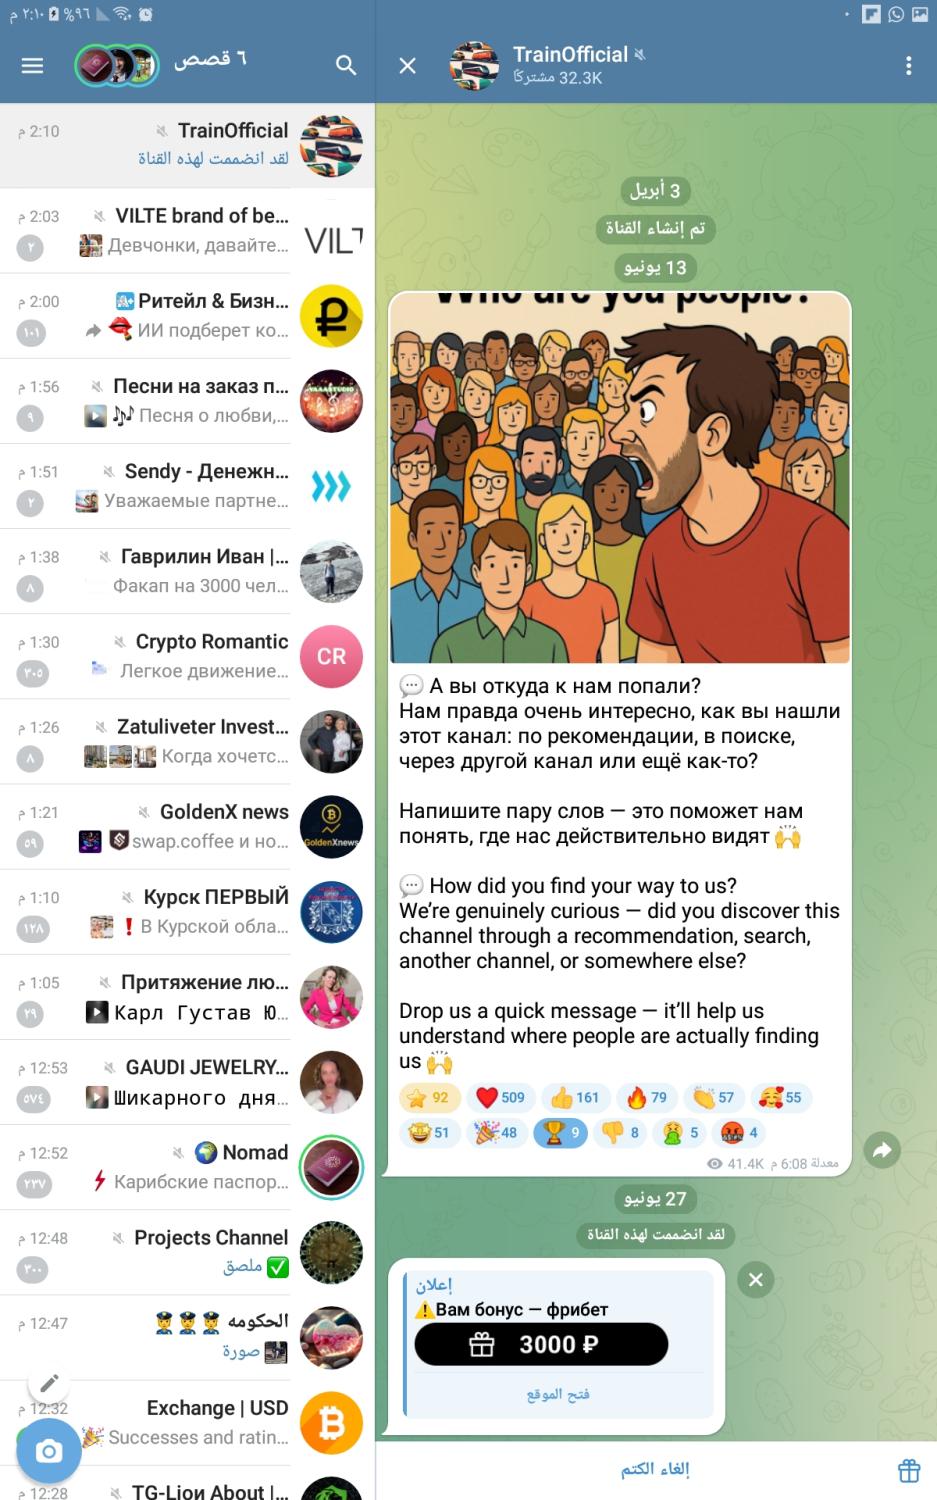 ٢:١٠ م
%٩٦
٦ قصص
TrainOfficial
2:10 م
لقد انضممت لهذه القناة
VILTE brand of be…
2:03 م
Девчонки, давайте…
٢
VILT
Ритейл & Бизн…
2:00 م
ИИ подберет ко…
١٠١
Песни на заказ п…
1:56 م
Песня о любви,…
٩
Sendy - Денежн…
1:51 م
Уважаемые партне…
٢
Гаврилин Иван |…
1:38 م
Факап на 3000 чел…
٨
Crypto Romantic
1:30 م
Легкое движение…
٣٠٥
CR
Zatuliveter Invest…
1:26 م
Когда хочетс…
٨
GoldenX news
1:21 م
swap.coffee и но…
٥٩
GoldenXnews
Курск ПЕРВЫЙ
1:10 م
В Курской обла…
١٢٨
Притяжение лю…
1:05 م
Карл Густав Ю…
٢٩
GAUDI JEWELRY…
12:53 م
Шикарного дня…
٥٧٤
Nomad
12:52 م
Карибские паспор…
٢٣٧
Projects Channel
12:48 م
ملصق
٣٠٠
الحكومه
12:47 م
صورة
Exchange | USD
12:32 م
Successes and ratin…
TG-Lion About |…
12:28 م
TrainOfficial
32.3K مشتركًا
3 أبريل
تم إنشاء القناة
13 يونيو
Who are you people?
А вы откуда к нам попали?
Нам правда очень интересно, как вы нашли
этот канал: по рекомендации, в поиске,
через другой канал или ещё как-то?
Напишите пару слов — это поможет нам
понять, где нас действительно видят
How did you find your way to us?
We're genuinely curious — did you discover this
channel through a recommendation, search,
another channel, or somewhere else?
Drop us a quick message — it'll help us
understand where people are actually finding
us
92 509 161 79 57 55
51 48 9 8 5 4
41.4K معدلة 6:08 م
27 يونيو
لقد انضممت لهذه القناة
إعلان
Вам бонус — фрибет
3000 ₽
فتح الموقع
إلغاء الكتم